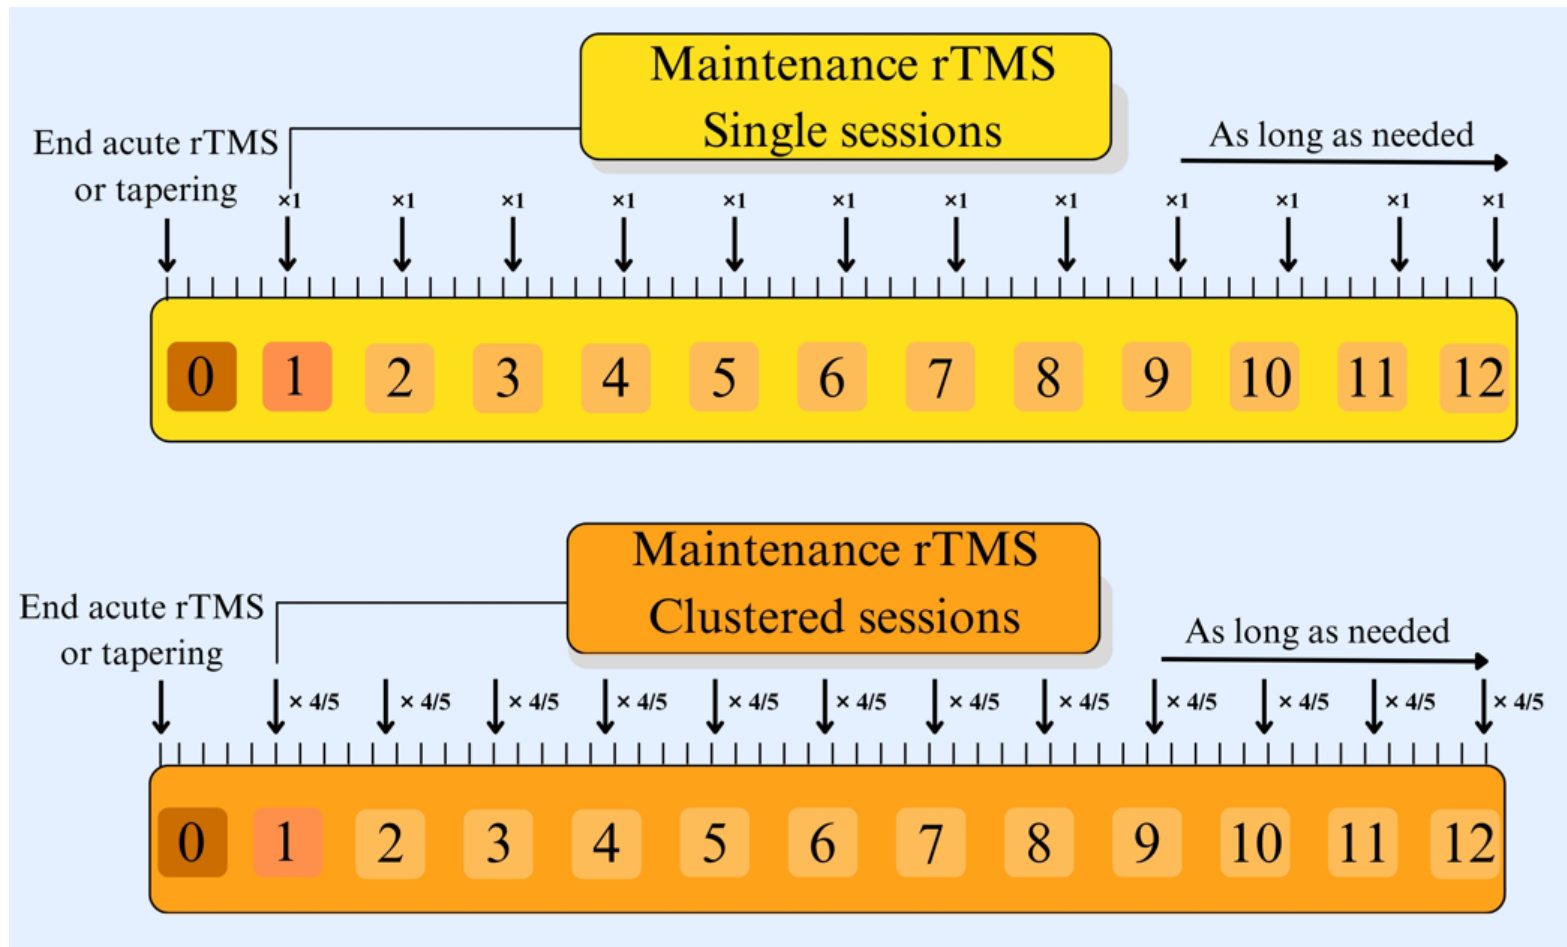 Maintenance rTMS
Single sessions
End acute rTMS
or tapering
As long as needed
×1 ×1 ×1 ×1 ×1 ×1 ×1 ×1 ×1 ×1 ×1 ×1
0 1 2 3 4 5 6 7 8 9 10 11 12
Maintenance rTMS
Clustered sessions
End acute rTMS
or tapering
As long as needed
× 4/5 × 4/5 × 4/5 × 4/5 × 4/5 × 4/5 × 4/5 × 4/5 × 4/5 × 4/5 × 4/5 × 4/5
0 1 2 3 4 5 6 7 8 9 10 11 12